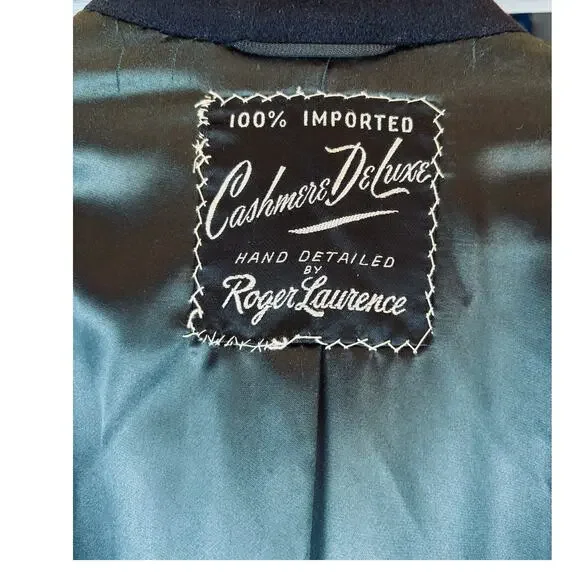 100% IMPORTED
Cashmere DeLuxe
HAND DETAILED
BY
Roger Laurence